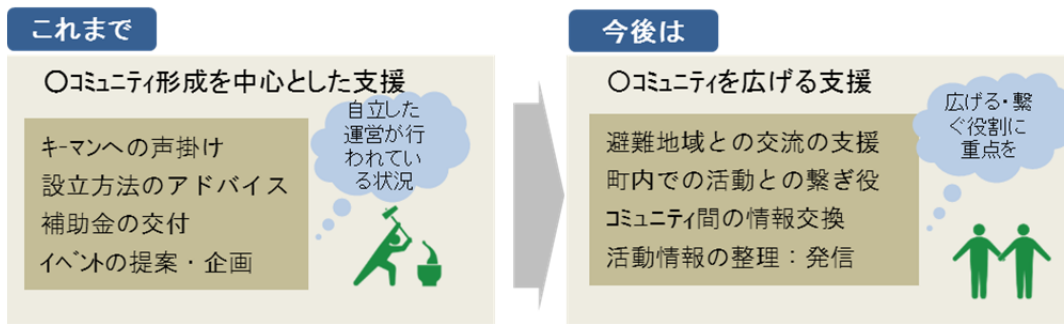 これまで
〇コミュニティ形成を中心とした支援
自立した
運営が行
われてい
る状況
キーマンへの声掛け
設立方法のアドバイス
補助金の交付
イベントの提案・企画
今後は
〇コミュニティを広げる支援
広げる・繋
ぐ役割に
重点を
避難地域との交流の支援
町内での活動との繋ぎ役
コミュニティ間の情報交換
活動情報の整理：発信